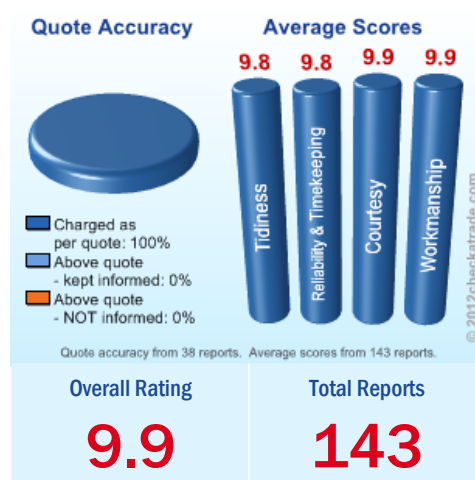 Quote Accuracy
Average Scores
9.8
9.8
9.9
9.9
Tidiness
Reliability & Timekeeping
Courtesy
Workmanship
Charged as
per quote: 100%
Above quote
- kept informed: 0%
Above quote
- NOT informed: 0%
© 2012checkatrade.com
Quote accuracy from 38 reports. Average scores from 143 reports.
Overall Rating
Total Reports
9.9
143